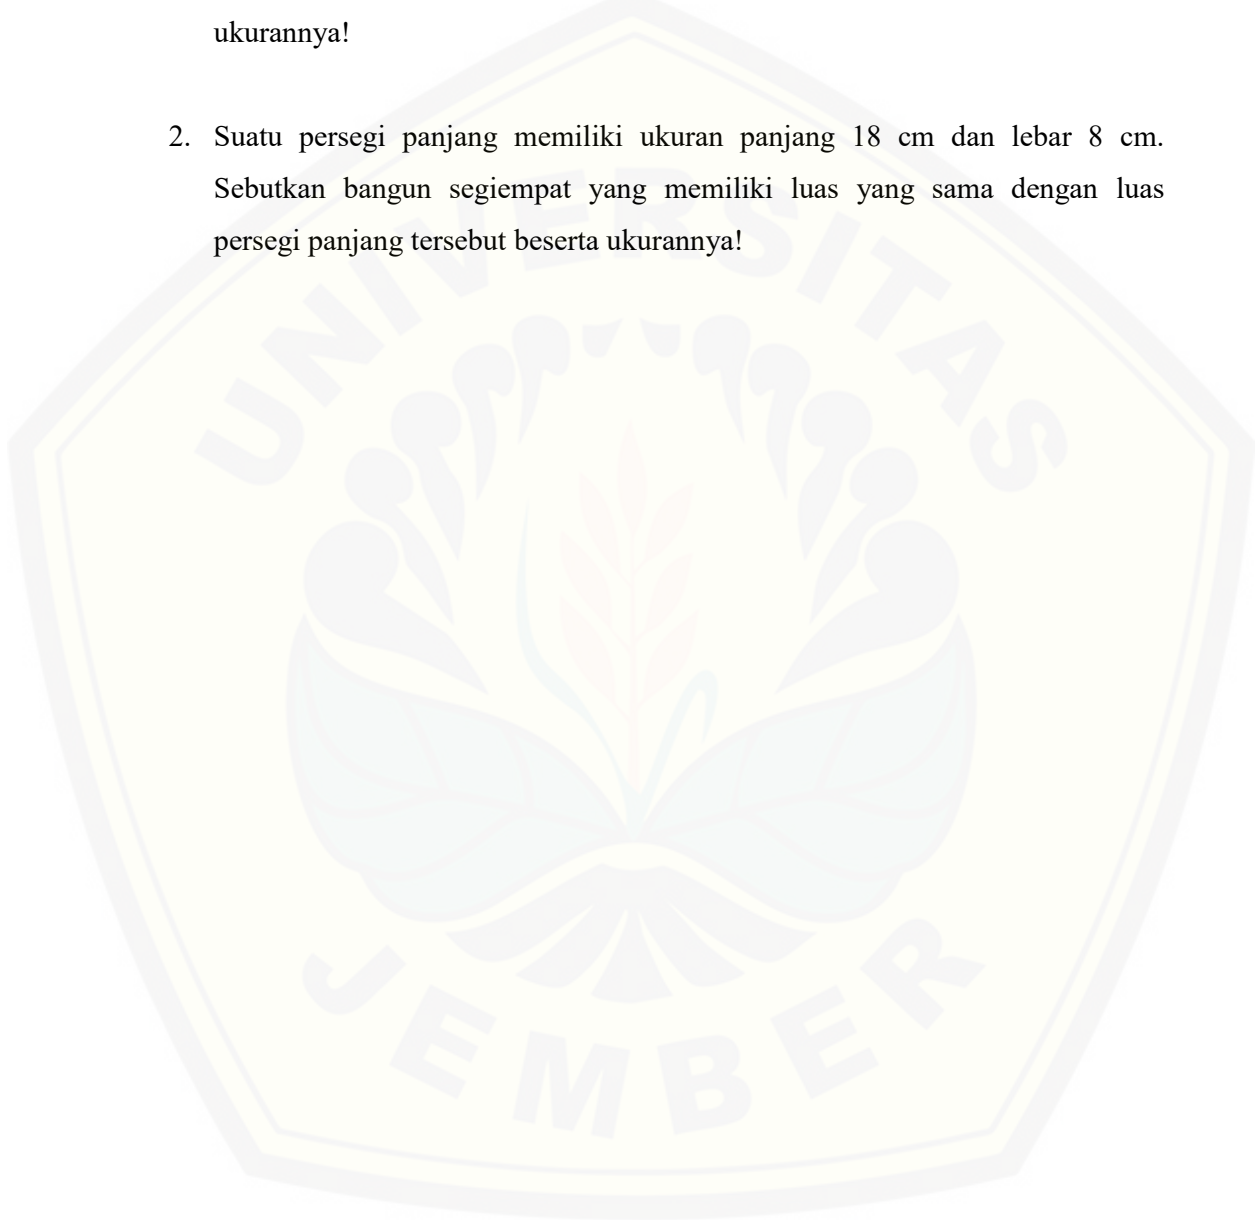 ukurannya!
2. Suatu persegi panjang memiliki ukuran panjang 18 cm dan lebar 8 cm.
Sebutkan bangun segiempat yang memiliki luas yang sama dengan luas
persegi panjang tersebut beserta ukurannya!
UNIVERSITAS
JEMBER